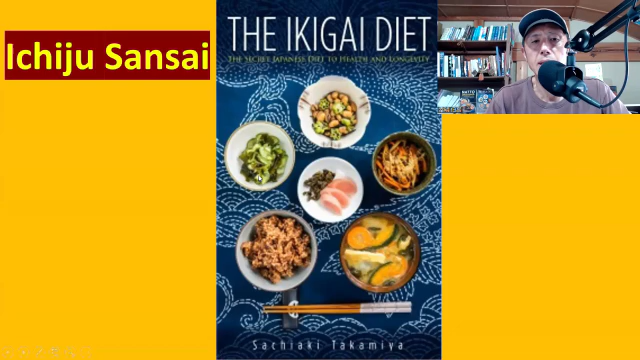 Ichiju Sansai
THE IKIGAI DIET
THE SECRET JAPANESE DIET TO HEALTH AND LONGEVITY
Sachiaki Takamiya